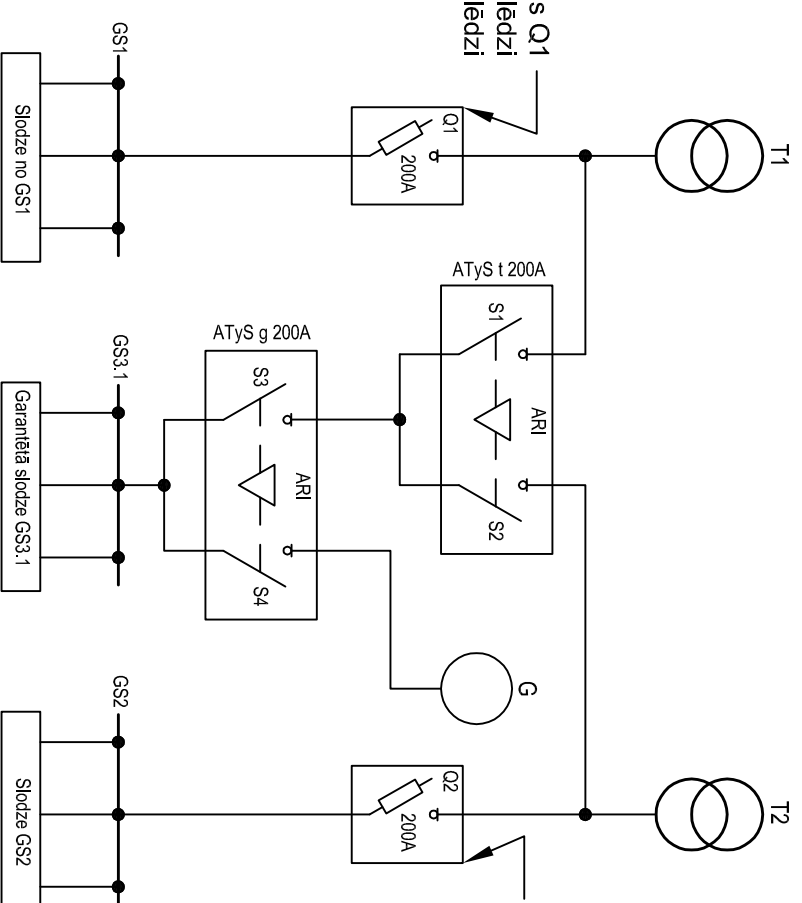 s Q1
lēdzi
lēdzi
T1
T2
Q1
200A
ATyS t 200A
S1
ARI
S2
ATyS g 200A
S3
ARI
S4
G
Q2
200A
GS1
GS3.1
GS2
Slodze no GS1
Garantētā slodze GS3.1
Slodze GS2